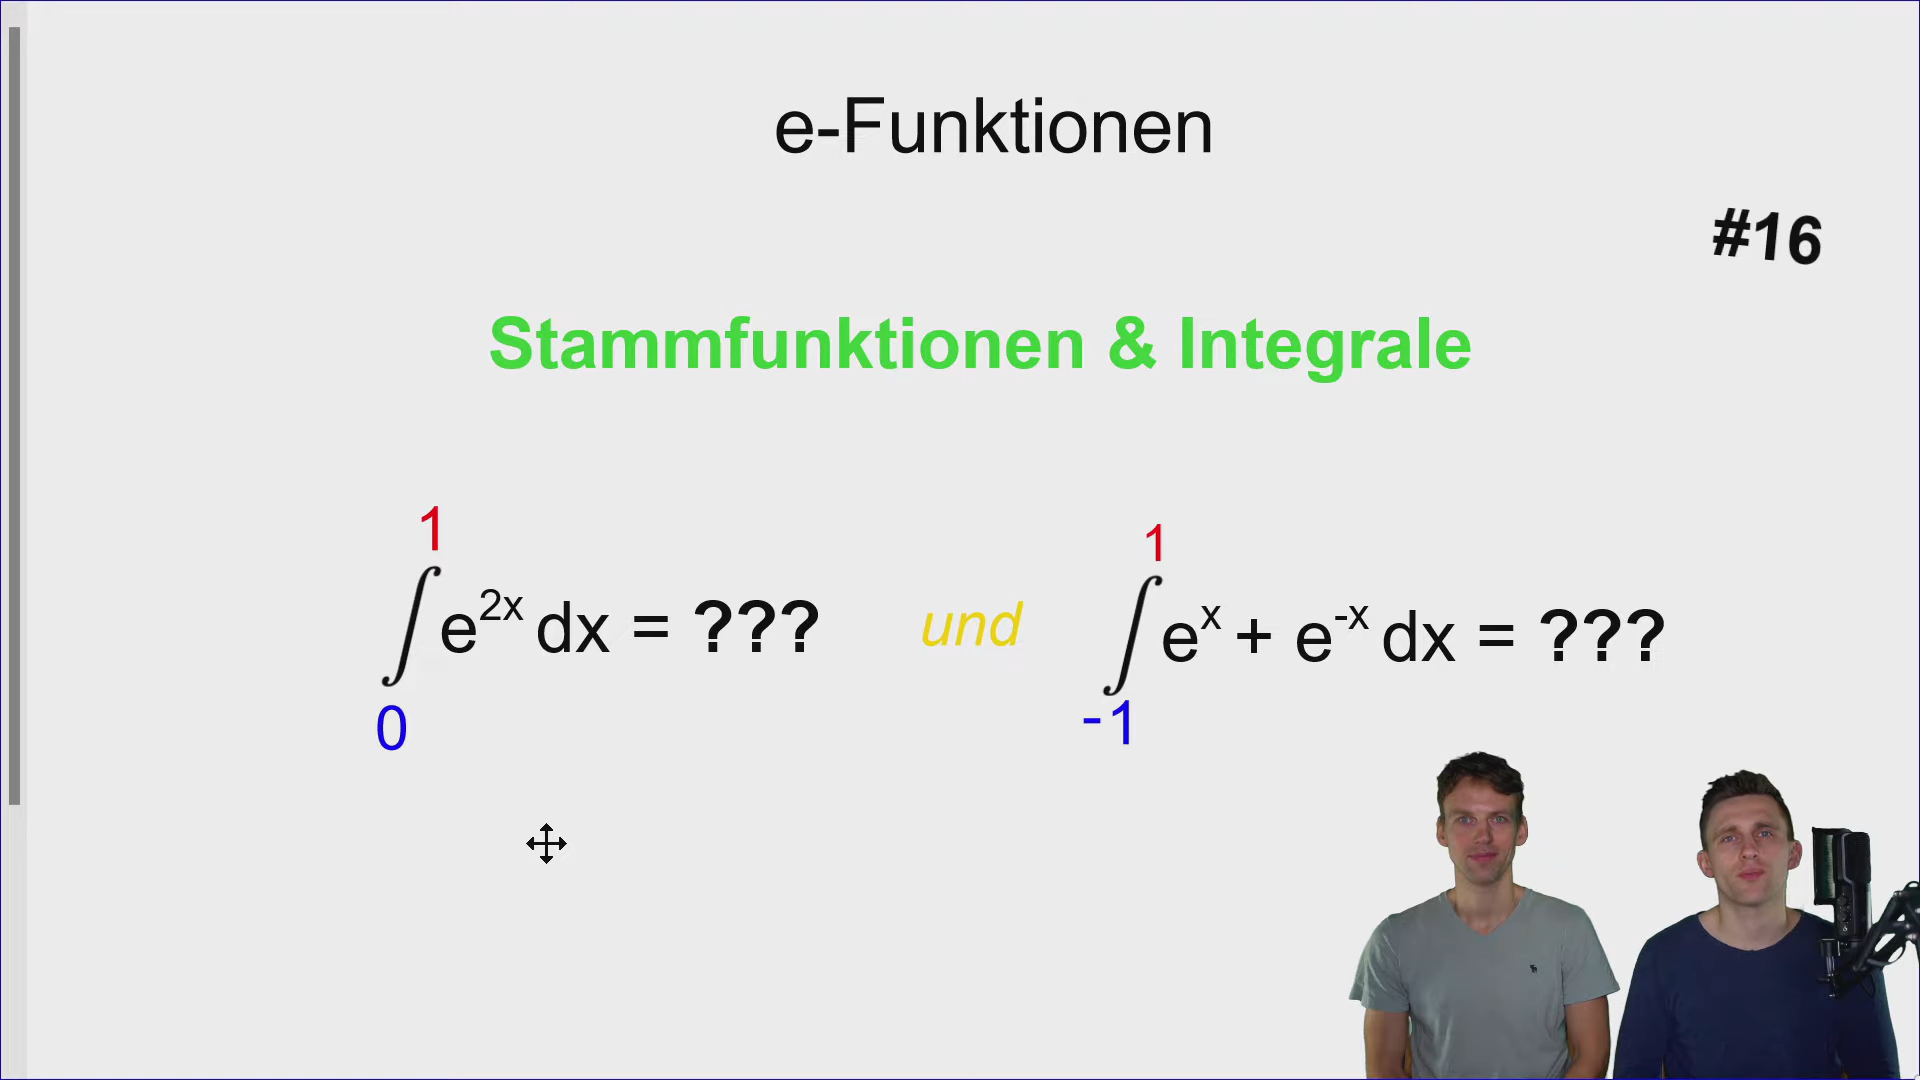 e-Funktionen
#16
Stammfunktionen & Integrale
1
∫ e^2x dx = ???
0
und
1
∫ e^x + e^-x dx = ???
-1